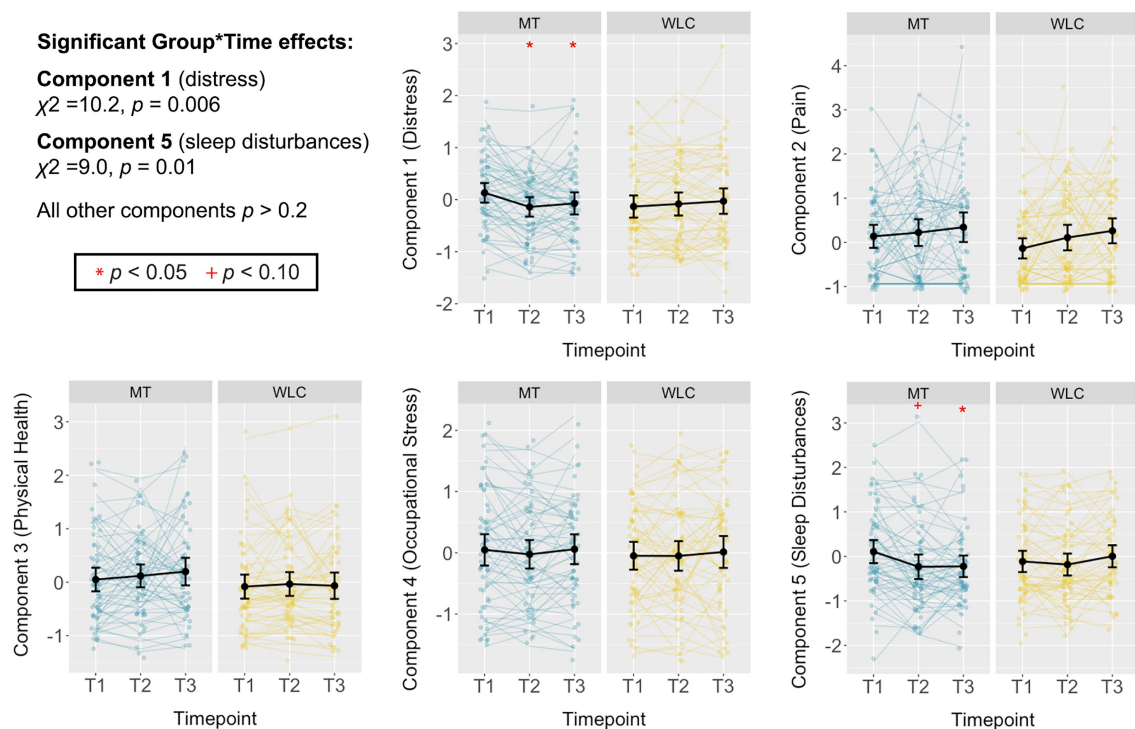 Significant Group*Time effects:
Component 1 (distress)
χ2 =10.2, p = 0.006
Component 5 (sleep disturbances)
χ2 =9.0, p = 0.01
All other components p > 0.2
* p < 0.05 + p < 0.10
MT WLC
* *
Component 1 (Distress)
3
2
1
0
-1
-2
T1 T2 T3 T1 T2 T3
Timepoint
MT WLC
Component 2 (Pain)
4
3
2
1
0
-1
T1 T2 T3 T1 T2 T3
Timepoint
MT WLC
Component 3 (Physical Health)
3
2
1
0
-1
T1 T2 T3 T1 T2 T3
Timepoint
MT WLC
Component 4 (Occupational Stress)
2
1
0
-1
T1 T2 T3 T1 T2 T3
Timepoint
MT WLC
+ *
Component 5 (Sleep Disturbances)
3
2
1
0
-1
-2
T1 T2 T3 T1 T2 T3
Timepoint